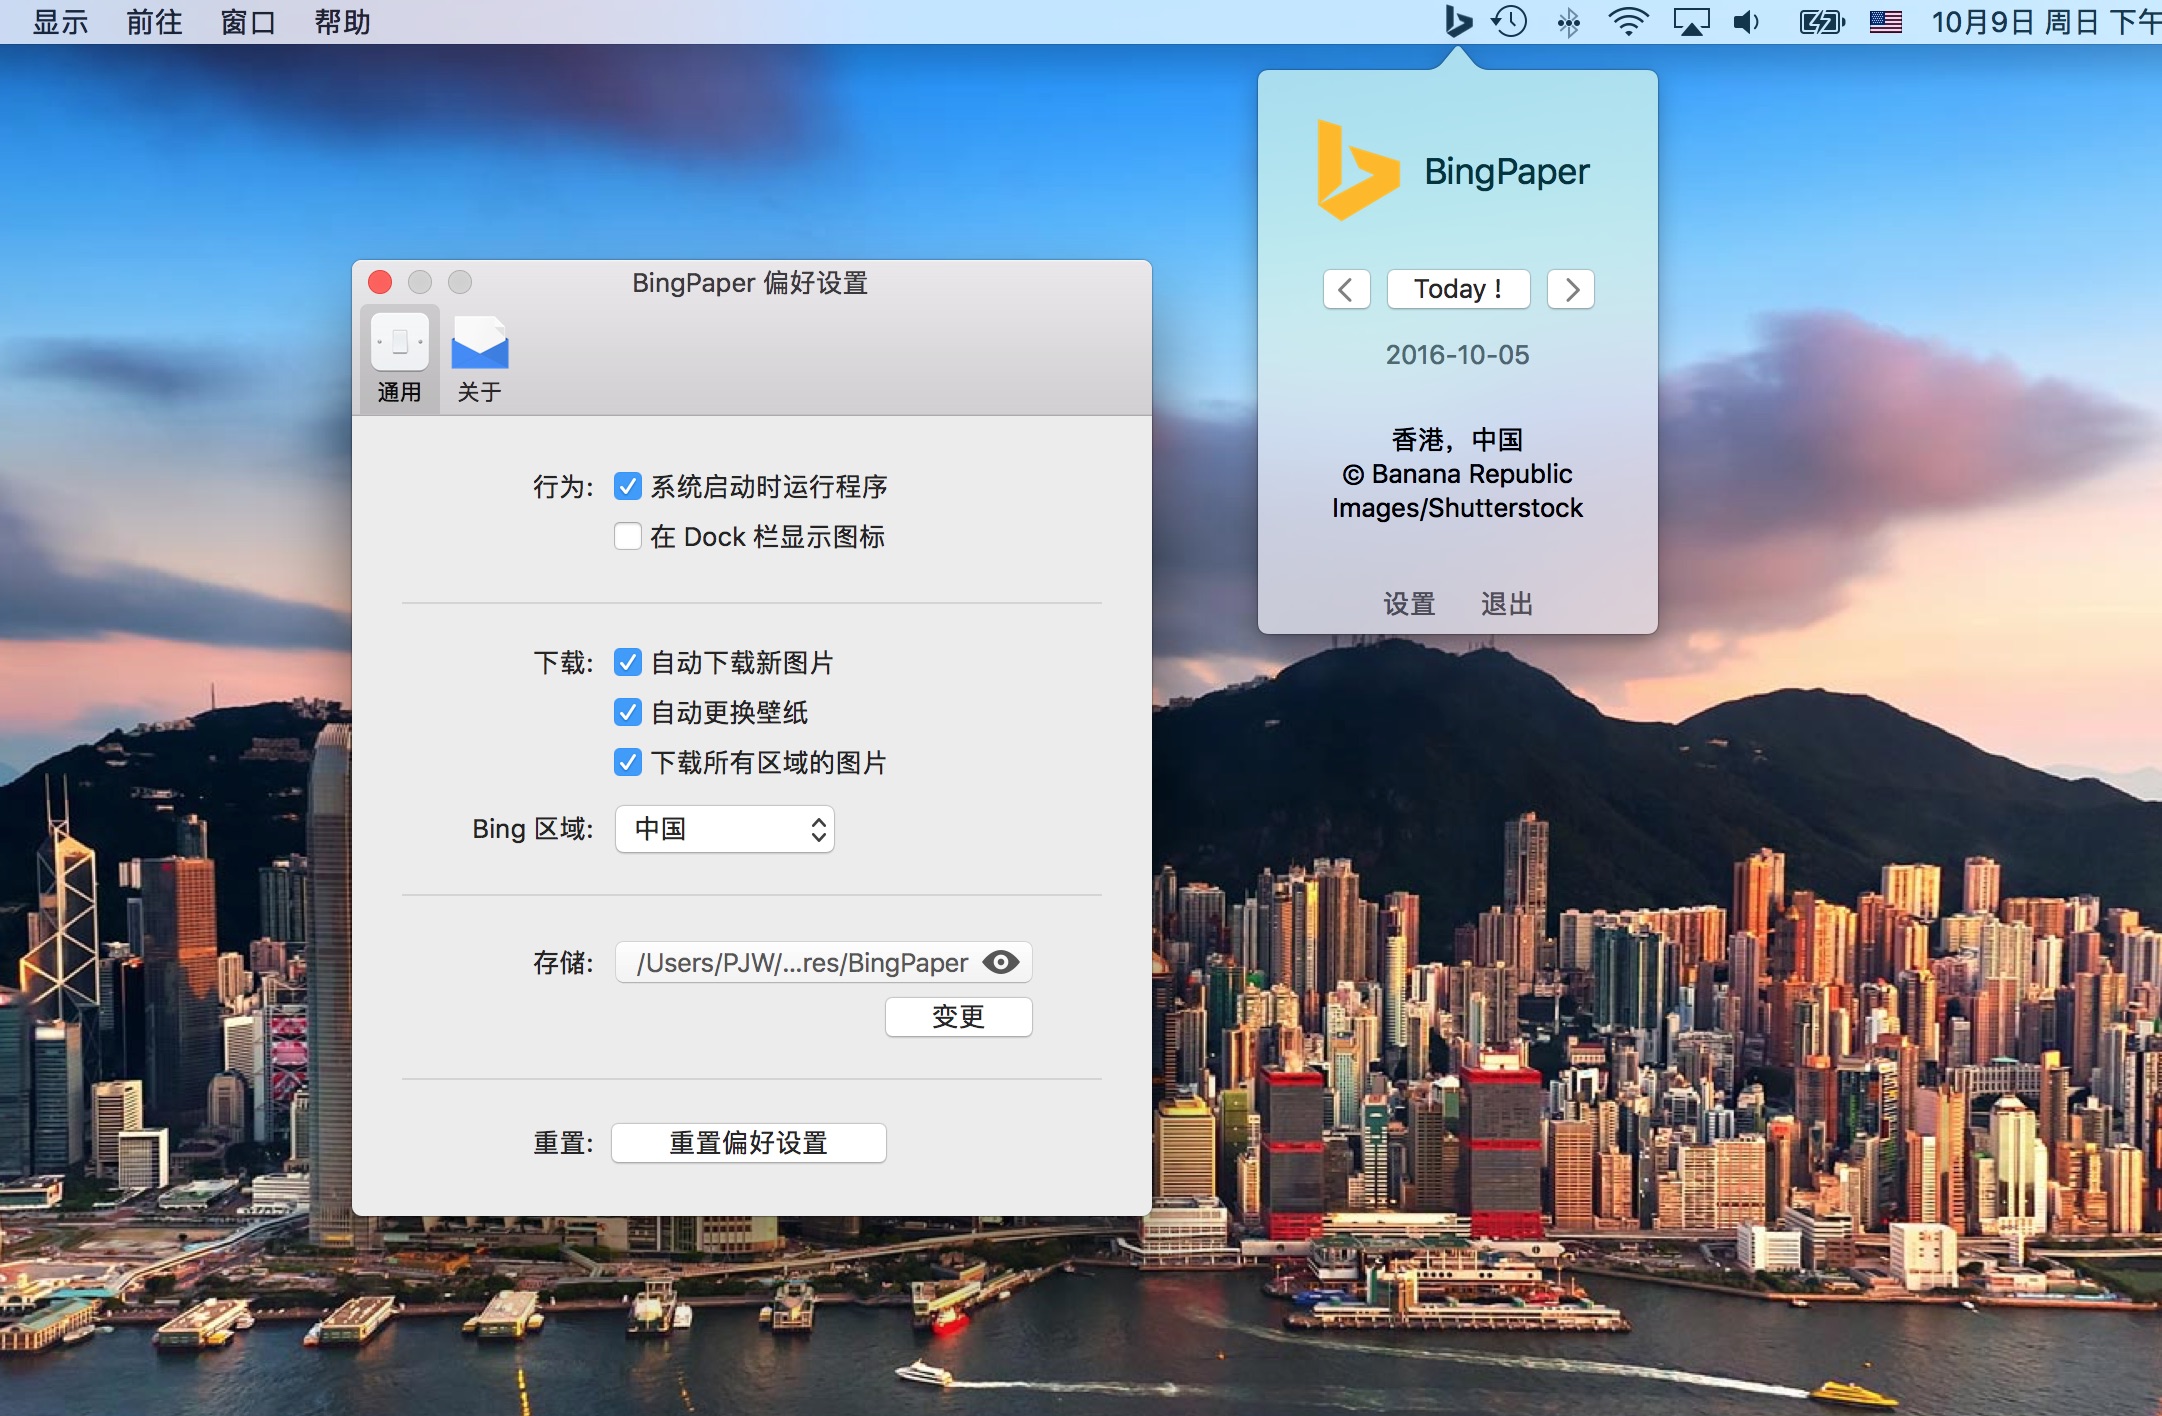 显示 前往 窗口 帮助
10月9日 周日 下午
BingPaper
Today !
2016-10-05
香港，中国
© Banana Republic
Images/Shutterstock
设置 退出
BingPaper 偏好设置
通用 关于
行为: 系统启动时运行程序
在 Dock 栏显示图标
下载: 自动下载新图片
自动更换壁纸
下载所有区域的图片
Bing 区域: 中国
存储: /Users/PJW/...res/BingPaper
变更
重置: 重置偏好设置